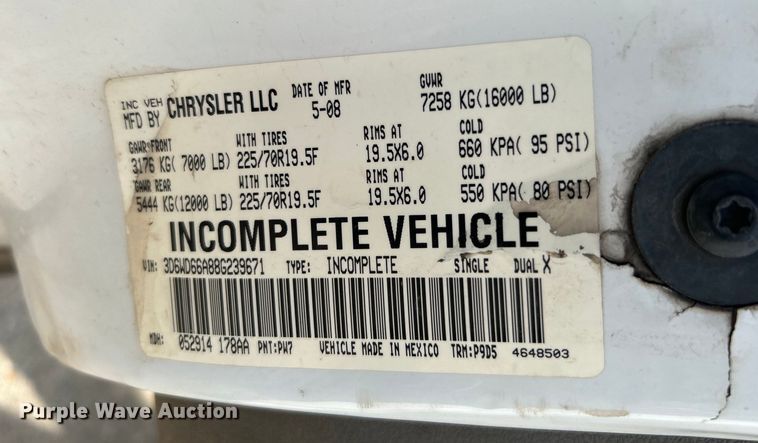 INC VEH MFD BY CHRYSLER LLC DATE OF MFR 5-08 GVWR 7258 KG(16000 LB)
GAWR FRONT WITH TIRES RIMS AT COLD
3176 KG( 7000 LB) 225/70R19.5F 19.5X6.0 660 KPA( 95 PSI)
GAWR REAR WITH TIRES RIMS AT COLD
5444 KG(12000 LB) 225/70R19.5F 19.5X6.0 550 KPA( 80 PSI)
INCOMPLETE VEHICLE
VIN: 3D6WD66A88G239671 TYPE: INCOMPLETE SINGLE DUAL X
MDH: 052914 178AA PNT:PW7 VEHICLE MADE IN MEXICO TRM:P9D5 4648503
Purple Wave Auction